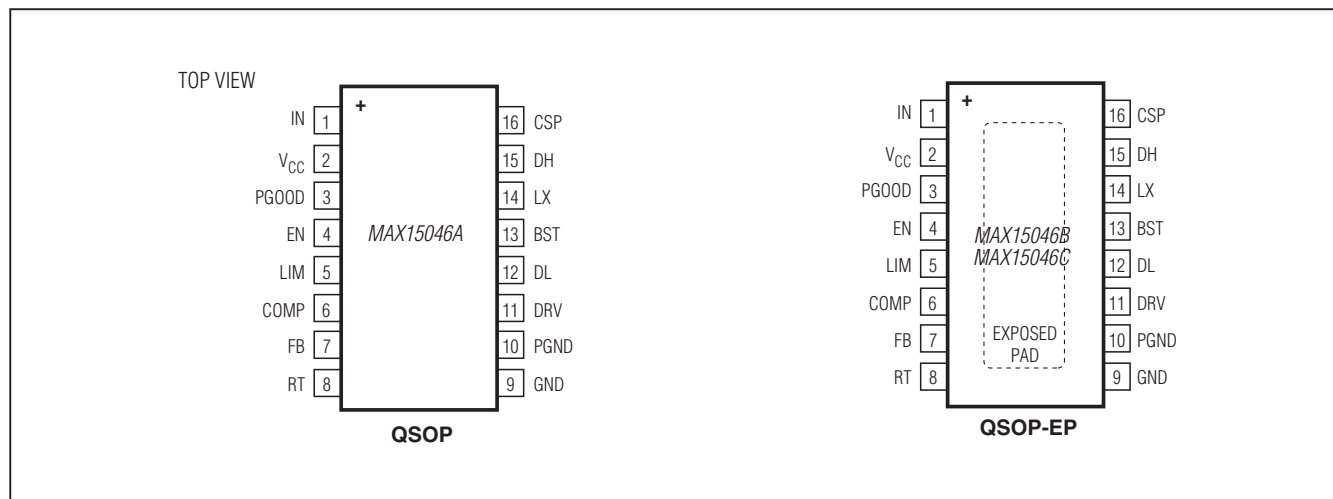 TOP VIEW
+
IN 1
V_CC 2
PGOOD 3
EN 4
LIM 5
COMP 6
FB 7
RT 8
MAX15046A
16 CSP
15 DH
14 LX
13 BST
12 DL
11 DRV
10 PGND
9 GND
QSOP
+
IN 1
V_CC 2
PGOOD 3
EN 4
LIM 5
COMP 6
FB 7
RT 8
MAX15046B
MAX15046C
EXPOSED
PAD
16 CSP
15 DH
14 LX
13 BST
12 DL
11 DRV
10 PGND
9 GND
QSOP-EP